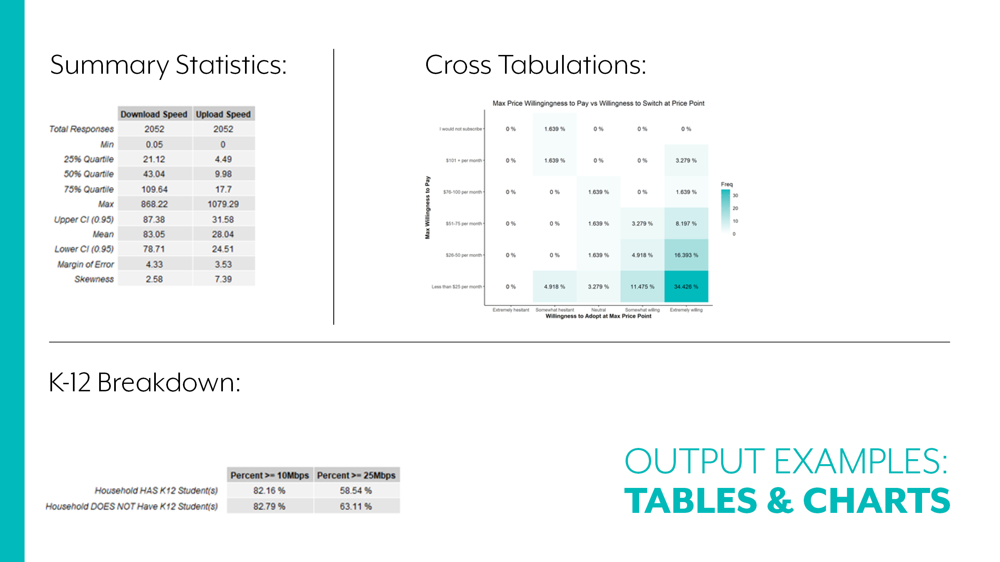 Summary Statistics:
Download Speed Upload Speed
Total Responses 2052 2052
Min 0.05 0
25% Quartile 21.12 4.49
50% Quartile 43.04 9.98
75% Quartile 109.64 17.7
Max 868.22 1079.29
Upper CI (0.95) 87.38 31.58
Mean 83.05 28.04
Lower CI (0.95) 78.71 24.51
Margin of Error 4.33 3.53
Skewness 2.58 7.39
Cross Tabulations:
Max Price Willingingness to Pay vs Willingness to Switch at Price Point
Max Willingness to Pay
I would not subscribe 0 % 1.639 % 0 % 0 % 0 %
$101 + per month 0 % 1.639 % 0 % 0 % 3.279 %
$76-100 per month 0 % 0 % 1.639 % 0 % 1.639 %
$51-75 per month 0 % 0 % 1.639 % 3.279 % 8.197 %
$26-50 per month 0 % 0 % 1.639 % 4.918 % 16.393 %
Less than $25 per month 0 % 4.918 % 3.279 % 11.475 % 34.426 %
Extremely hesitant Somewhat hesitant Neutral Somewhat willing Extremely willing
Willingness to Adopt at Max Price Point
Freq
30
20
10
0
K-12 Breakdown:
Percent >= 10Mbps Percent >= 25Mbps
Household HAS K12 Student(s) 82.16 % 58.54 %
Household DOES NOT Have K12 Student(s) 82.79 % 63.11 %
OUTPUT EXAMPLES:
TABLES & CHARTS